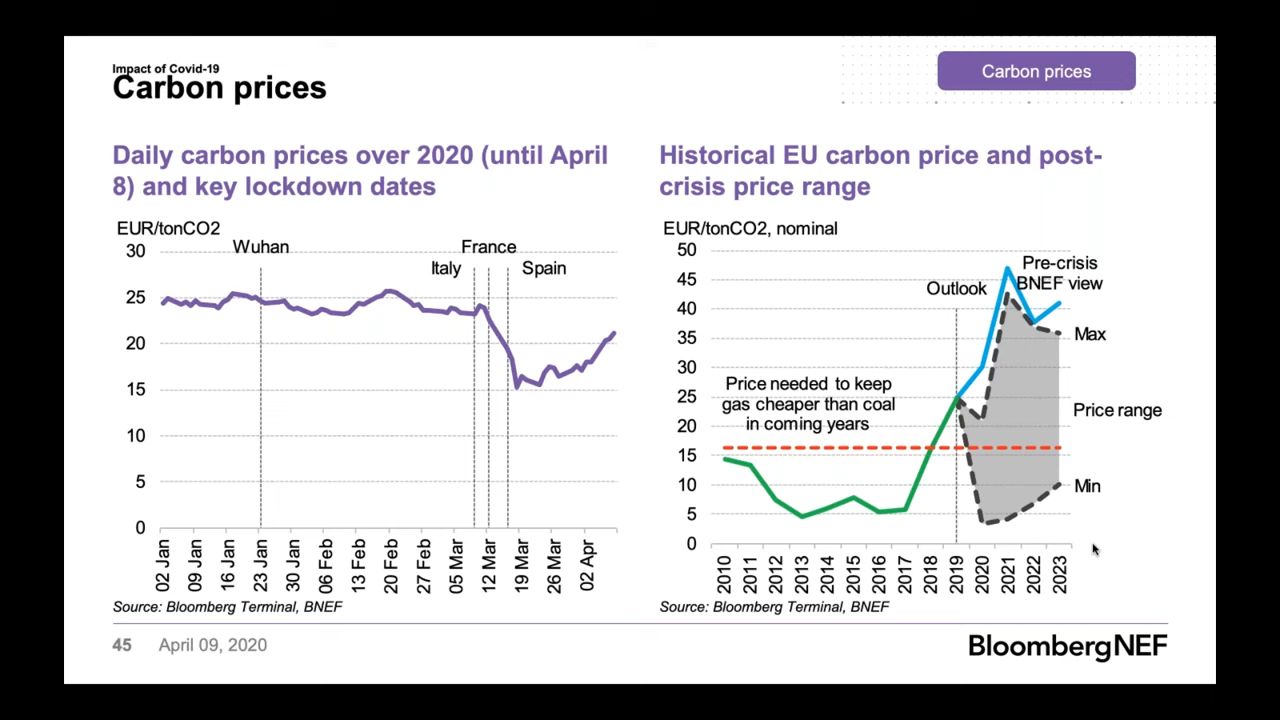 Impact of Covid-19
Carbon prices
Carbon prices
Daily carbon prices over 2020 (until April
8) and key lockdown dates
EUR/tonCO2
30
25
20
15
10
5
0
Wuhan
France
Italy
Spain
02 Jan
09 Jan
16 Jan
23 Jan
30 Jan
06 Feb
13 Feb
20 Feb
27 Feb
05 Mar
12 Mar
19 Mar
26 Mar
02 Apr
Source: Bloomberg Terminal, BNEF
Historical EU carbon price and post-
crisis price range
EUR/tonCO2, nominal
50
45
40
35
30
25
20
15
10
5
0
Pre-crisis
BNEF view
Outlook
Max
Price needed to keep
gas cheaper than coal
in coming years
Price range
Min
2010
2011
2012
2013
2014
2015
2016
2017
2018
2019
2020
2021
2022
2023
Source: Bloomberg Terminal, BNEF
45 April 09, 2020
BloombergNEF